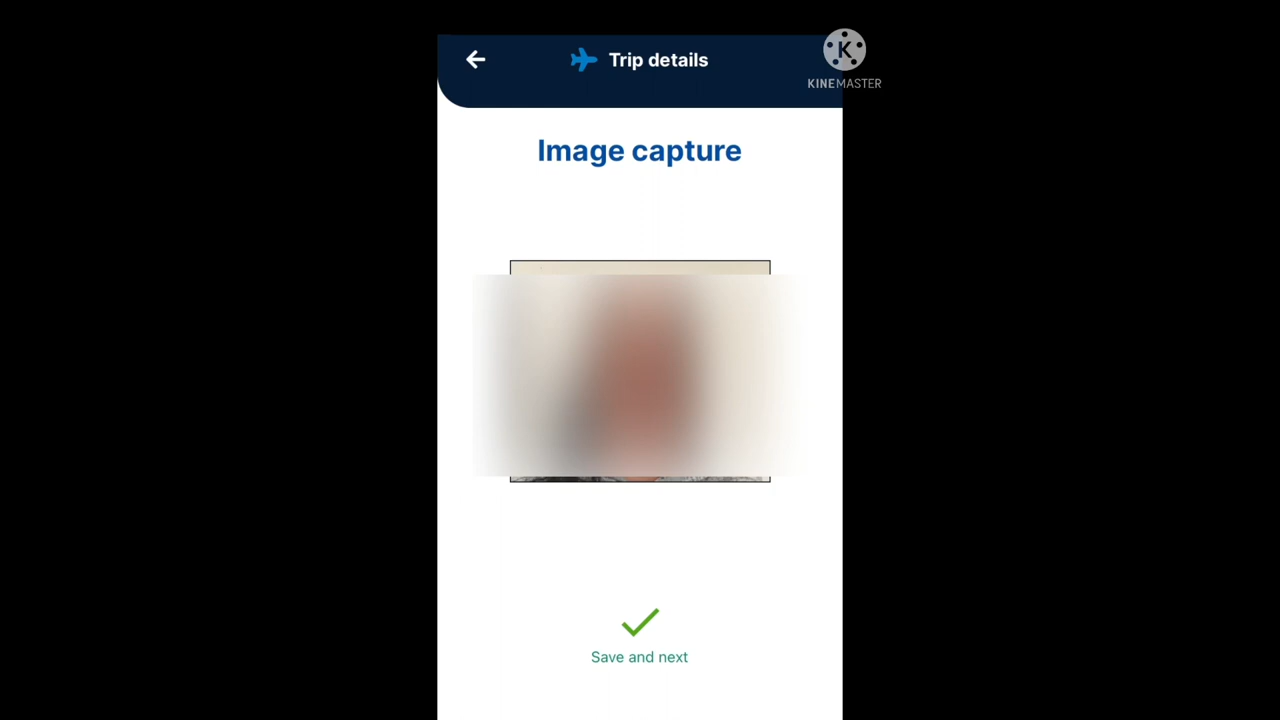 Trip details
K
KINEMASTER
Image capture
Save and next